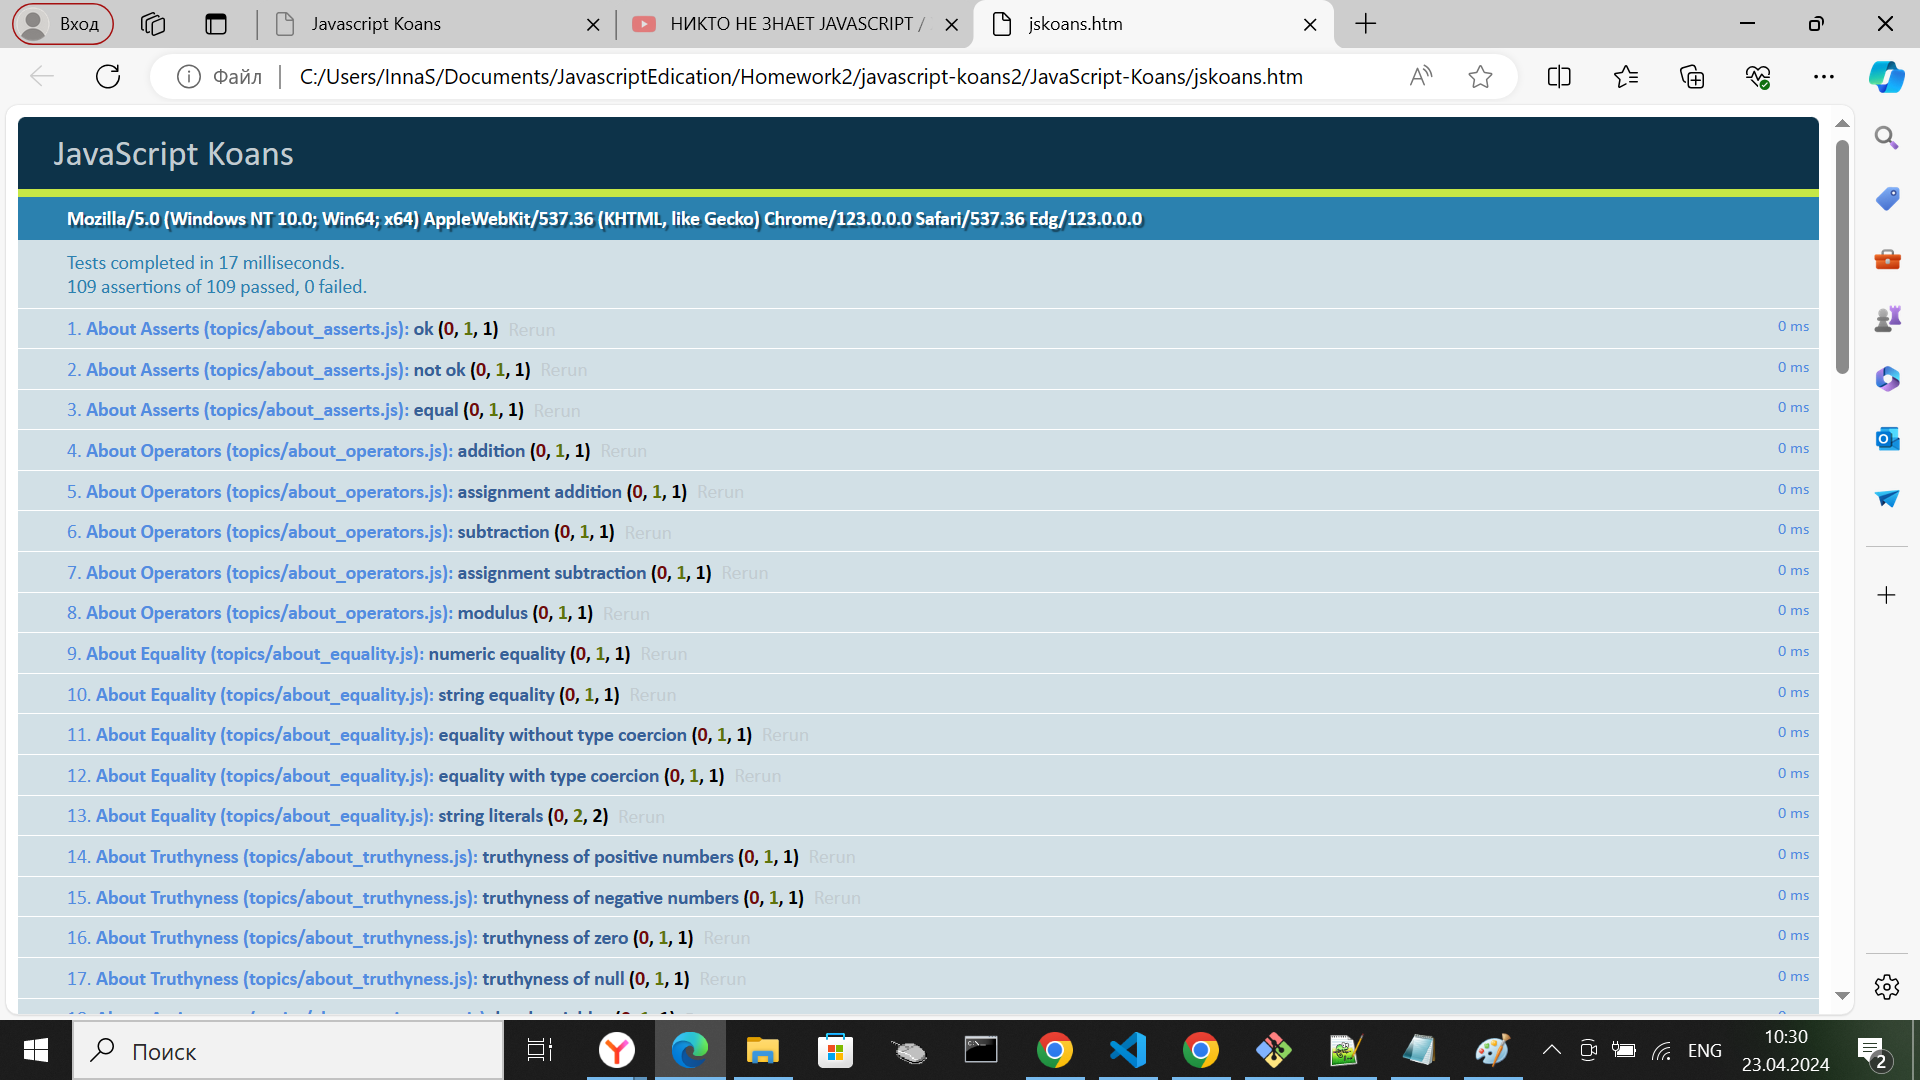 Вход
Javascript Koans
НИКТО НЕ ЗНАЕТ JAVASCRIPT /
jskoans.htm
Файл
C:/Users/InnaS/Documents/JavascriptEdication/Homework2/javascript-koans2/JavaScript-Koans/jskoans.htm
JavaScript Koans
Mozilla/5.0 (Windows NT 10.0; Win64; x64) AppleWebKit/537.36 (KHTML, like Gecko) Chrome/123.0.0.0 Safari/537.36 Edg/123.0.0.0
Tests completed in 17 milliseconds.
109 assertions of 109 passed, 0 failed.
1. About Asserts (topics/about_asserts.js): ok (0, 1, 1) Rerun 0 ms
2. About Asserts (topics/about_asserts.js): not ok (0, 1, 1) Rerun 0 ms
3. About Asserts (topics/about_asserts.js): equal (0, 1, 1) Rerun 0 ms
4. About Operators (topics/about_operators.js): addition (0, 1, 1) Rerun 0 ms
5. About Operators (topics/about_operators.js): assignment addition (0, 1, 1) Rerun 0 ms
6. About Operators (topics/about_operators.js): subtraction (0, 1, 1) Rerun 0 ms
7. About Operators (topics/about_operators.js): assignment subtraction (0, 1, 1) Rerun 0 ms
8. About Operators (topics/about_operators.js): modulus (0, 1, 1) Rerun 0 ms
9. About Equality (topics/about_equality.js): numeric equality (0, 1, 1) Rerun 0 ms
10. About Equality (topics/about_equality.js): string equality (0, 1, 1) Rerun 0 ms
11. About Equality (topics/about_equality.js): equality without type coercion (0, 1, 1) Rerun 0 ms
12. About Equality (topics/about_equality.js): equality with type coercion (0, 1, 1) Rerun 0 ms
13. About Equality (topics/about_equality.js): string literals (0, 2, 2) Rerun 0 ms
14. About Truthyness (topics/about_truthyness.js): truthyness of positive numbers (0, 1, 1) Rerun 0 ms
15. About Truthyness (topics/about_truthyness.js): truthyness of negative numbers (0, 1, 1) Rerun 0 ms
16. About Truthyness (topics/about_truthyness.js): truthyness of zero (0, 1, 1) Rerun 0 ms
17. About Truthyness (topics/about_truthyness.js): truthyness of null (0, 1, 1) Rerun 0 ms
Поиск
ENG
10:30
23.04.2024
2